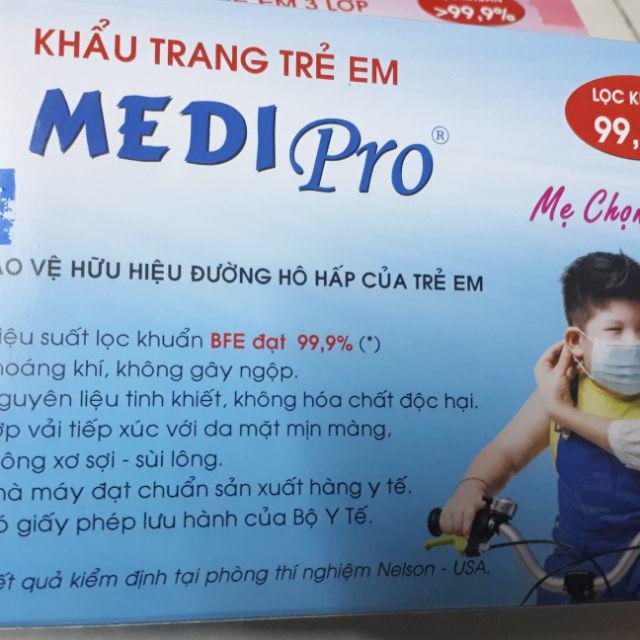 EM 3 LỚP
>99,9%
KHẨU TRANG TRẺ EM
MEDI Pro®
LỌC
99,
Mẹ Chọn
VỆ HỮU HIỆU ĐƯỜNG HÔ HẤP CỦA TRẺ EM
suất lọc khuẩn BFE đạt 99,9% (*)
khí, không gây ngộp.
liệu tinh khiết, không hóa chất độc hại.
vải tiếp xúc với da mặt mịn màng,
xơ sợi - sùi lông.
máy đạt chuẩn sản xuất hàng y tế.
giấy phép lưu hành của Bộ Y Tế.
quả kiểm định tại phòng thí nghiệm Nelson - USA.